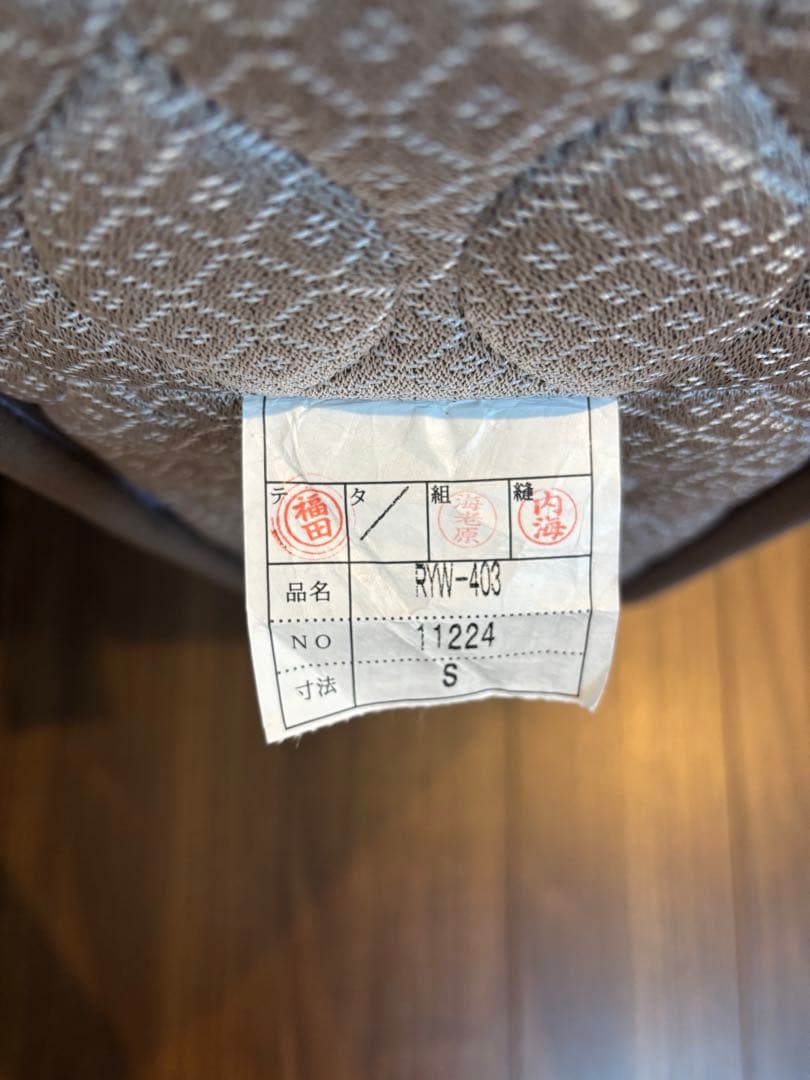 テ 福田 タ 組 海老原 縫 内海
品名 RYW-403
NO 11224
寸法 S